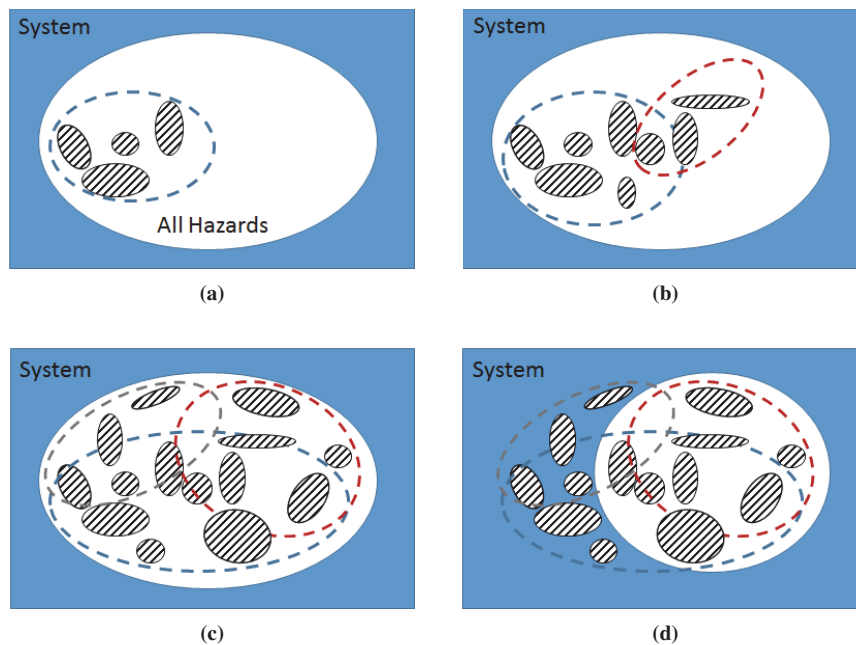 System
All Hazards
(a)
System
(b)
System
(c)
System
(d)